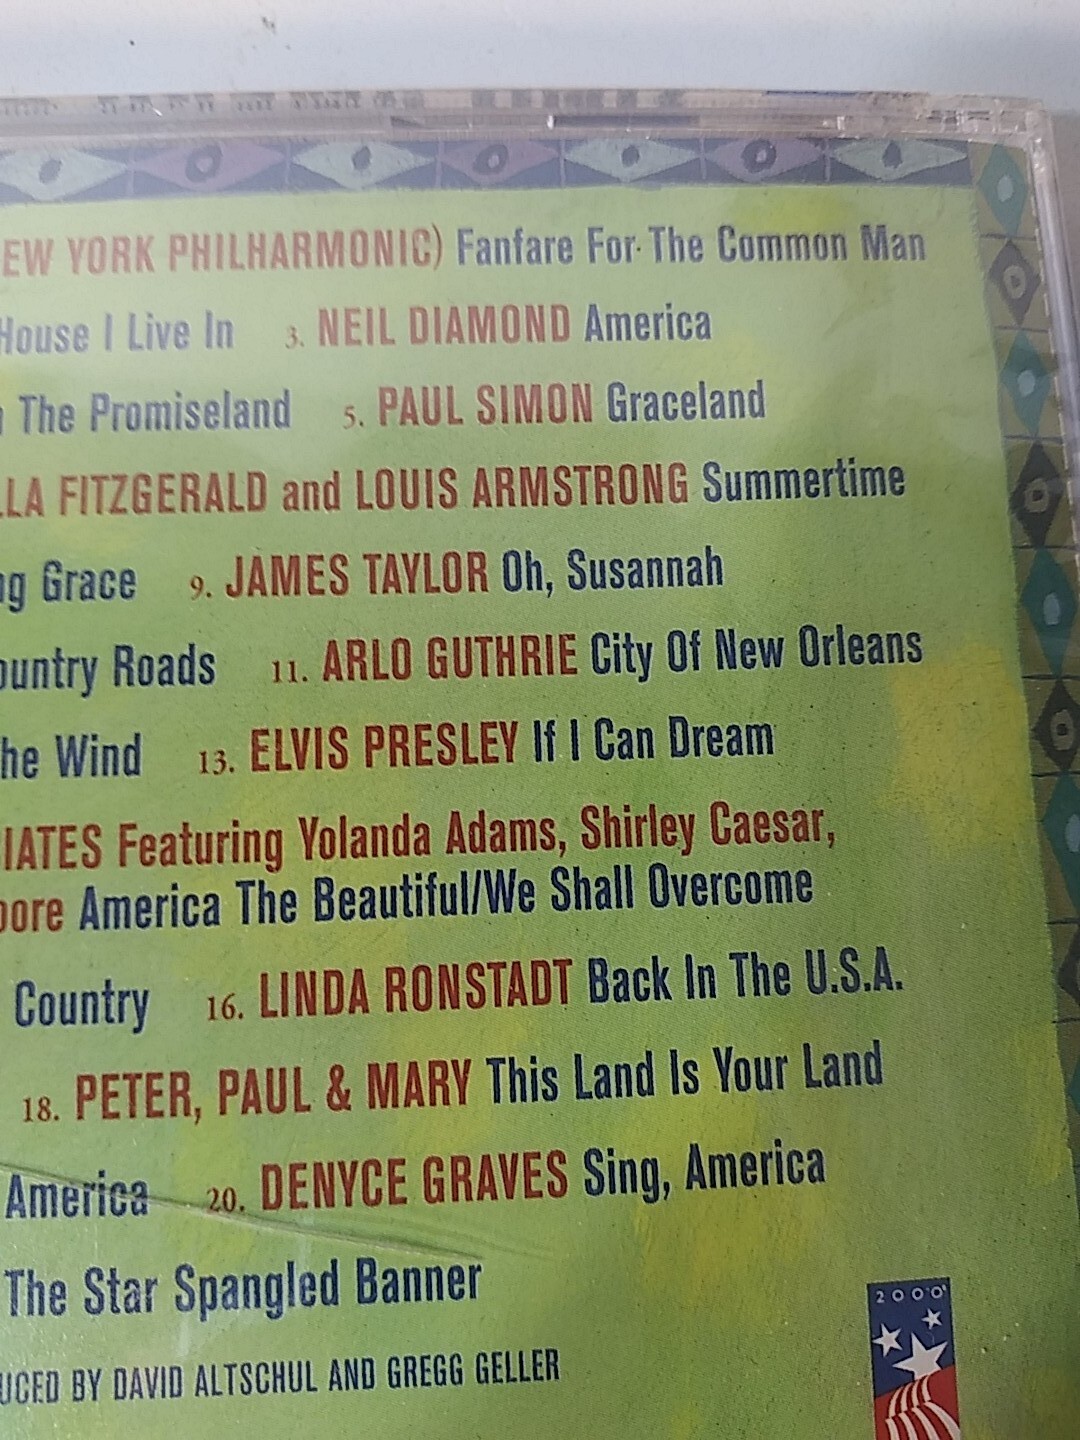 EW YORK PHILHARMONIC) Fanfare For The Common Man
House I Live In 3. NEIL DIAMOND America
The Promiseland 5. PAUL SIMON Graceland
LLA FITZGERALD and LOUIS ARMSTRONG Summertime
ng Grace 9. JAMES TAYLOR Oh, Susannah
ountry Roads 11. ARLO GUTHRIE City Of New Orleans
he Wind 13. ELVIS PRESLEY If I Can Dream
IATES Featuring Yolanda Adams, Shirley Caesar,
oore America The Beautiful/We Shall Overcome
Country 16. LINDA RONSTADT Back In The U.S.A.
18. PETER, PAUL & MARY This Land Is Your Land
America 20. DENYCE GRAVES Sing, America
The Star Spangled Banner
2000
UCED BY DAVID ALTSCHUL AND GREGG GELLER